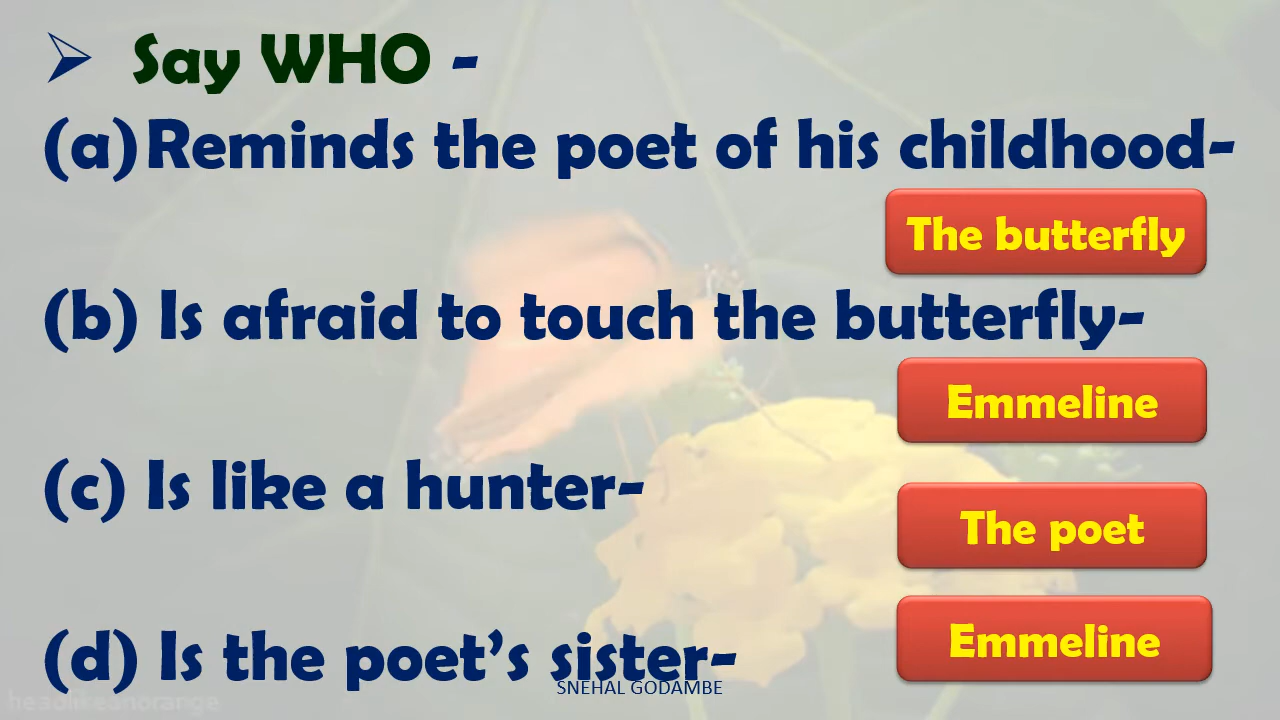 ➢ Say WHO -
(a) Reminds the poet of his childhood-
The butterfly
(b) Is afraid to touch the butterfly-
Emmeline
(c) Is like a hunter-
The poet
(d) Is the poet’s sister-
Emmeline
SNEHAL GODAMBE
headlikeanorange